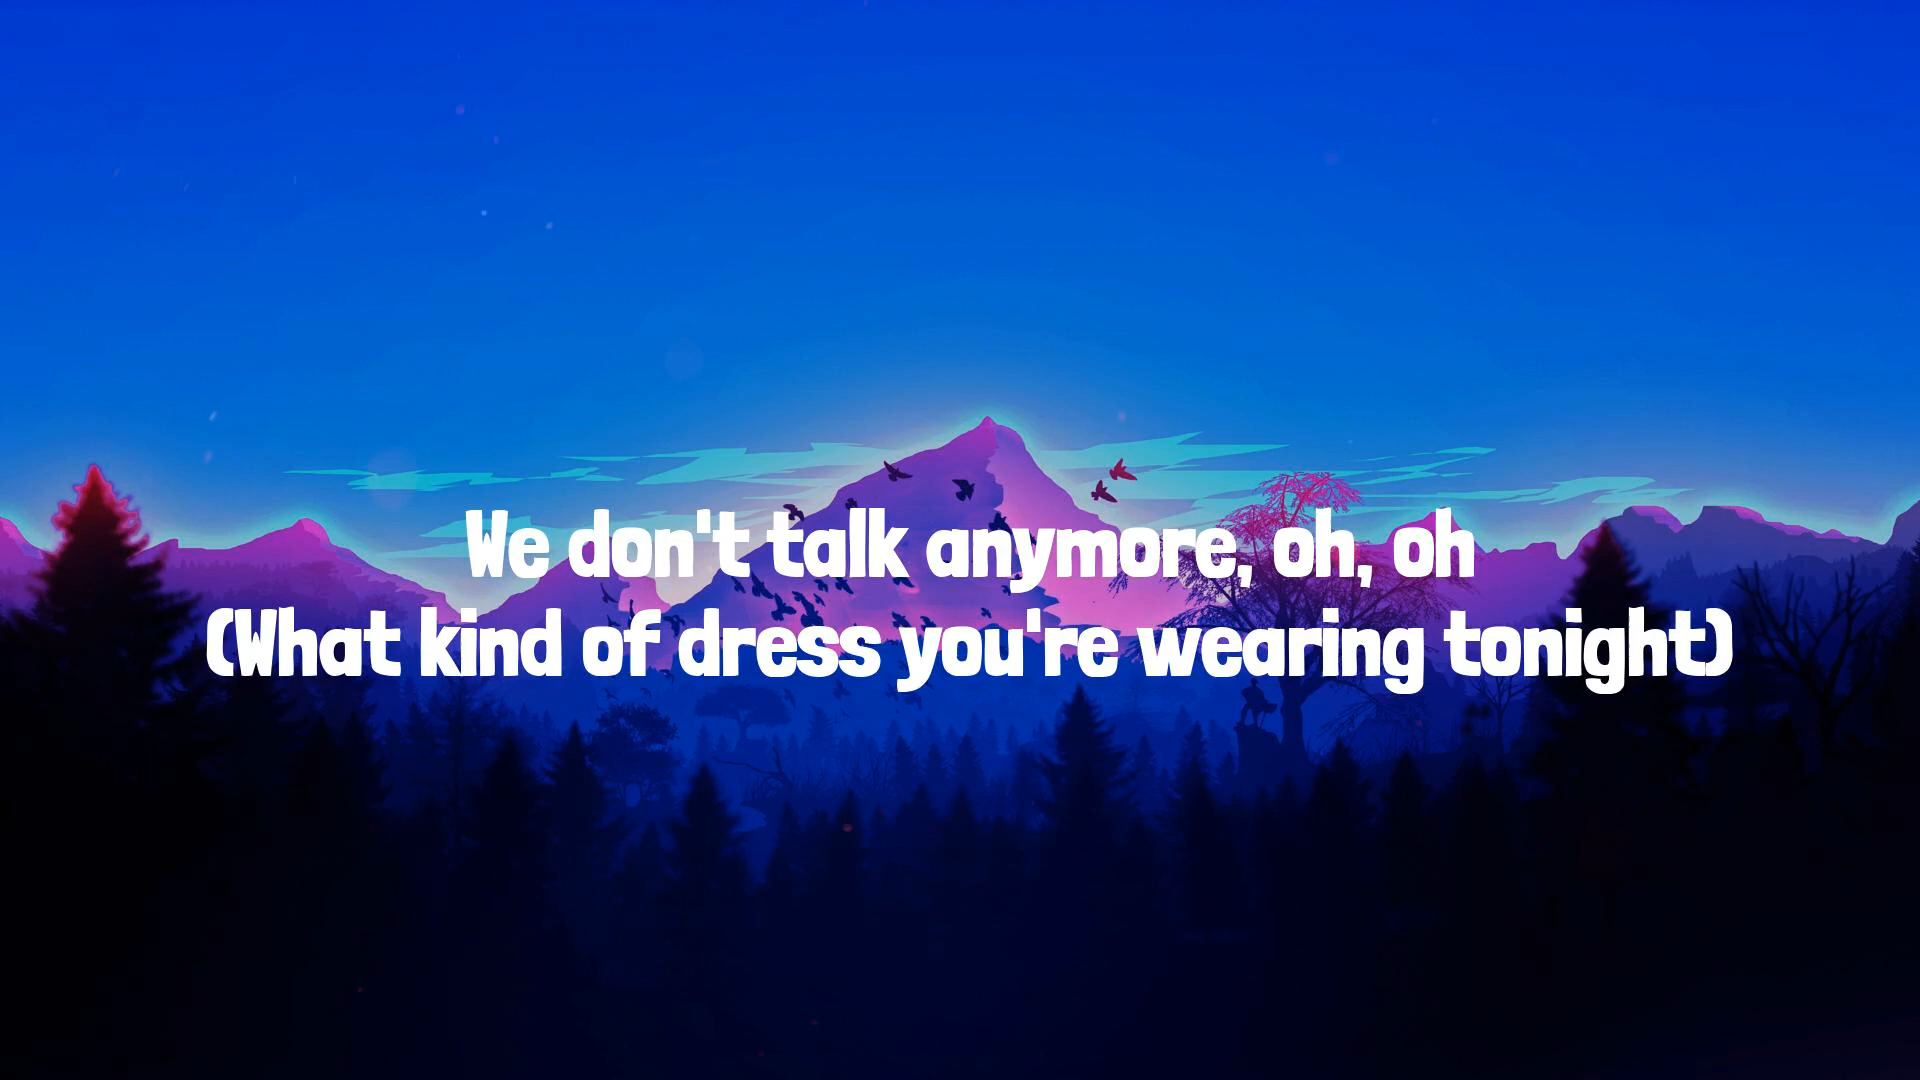 We don't talk anymore, oh, oh
(What kind of dress you're wearing tonight)